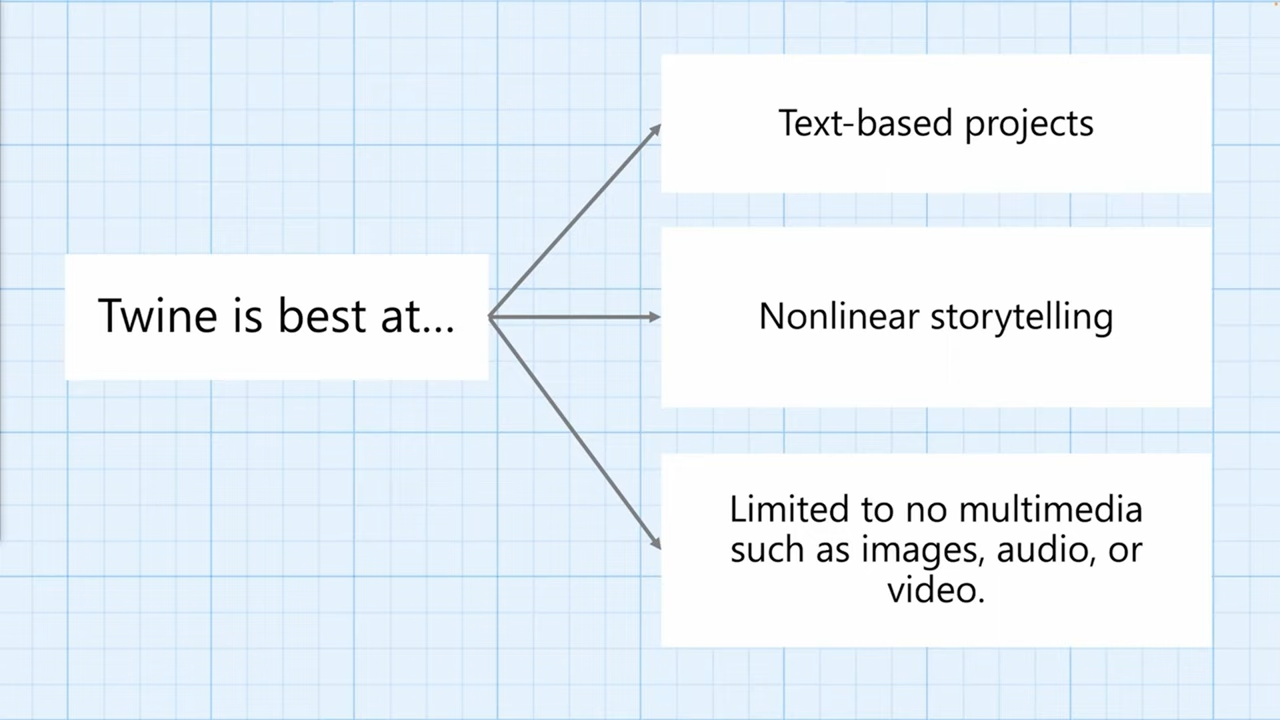 Twine is best at...
Text-based projects
Nonlinear storytelling
Limited to no multimedia
such as images, audio, or
video.